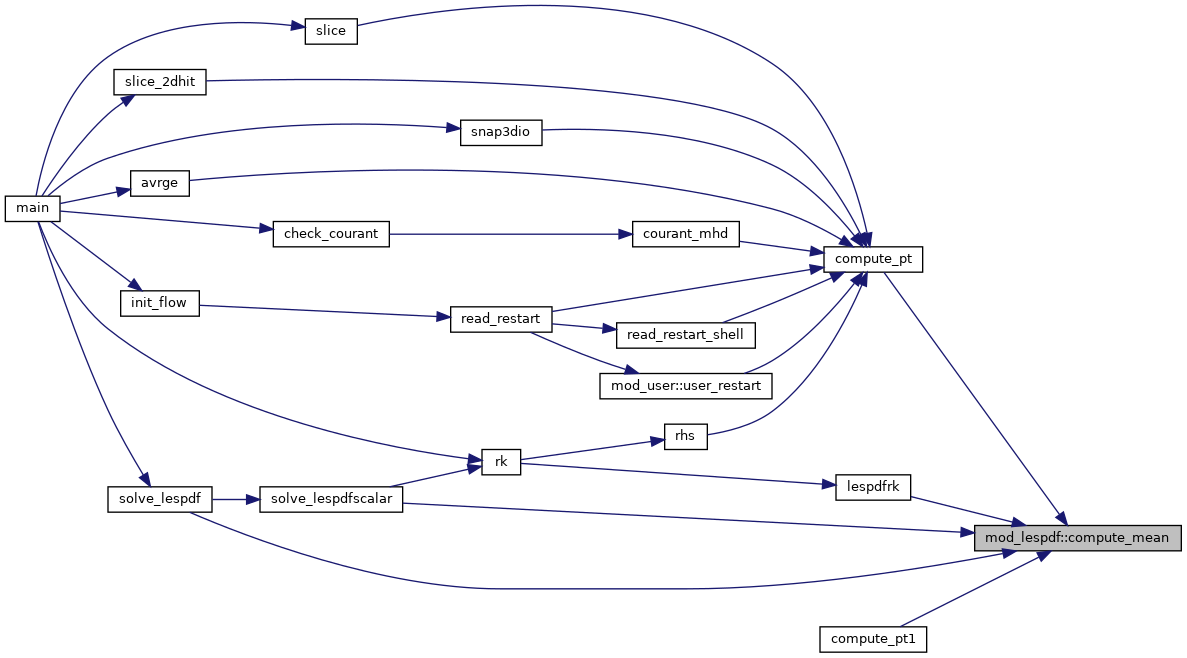 slice
slice_2dhit
snap3dio
avrge
main
check_courant
courant_mhd
compute_pt
init_flow
read_restart
read_restart_shell
mod_user::user_restart
rhs
rk
lespdfrk
solve_lespdf
solve_lespdfscalar
mod_lespdf::compute_mean
compute_pt1